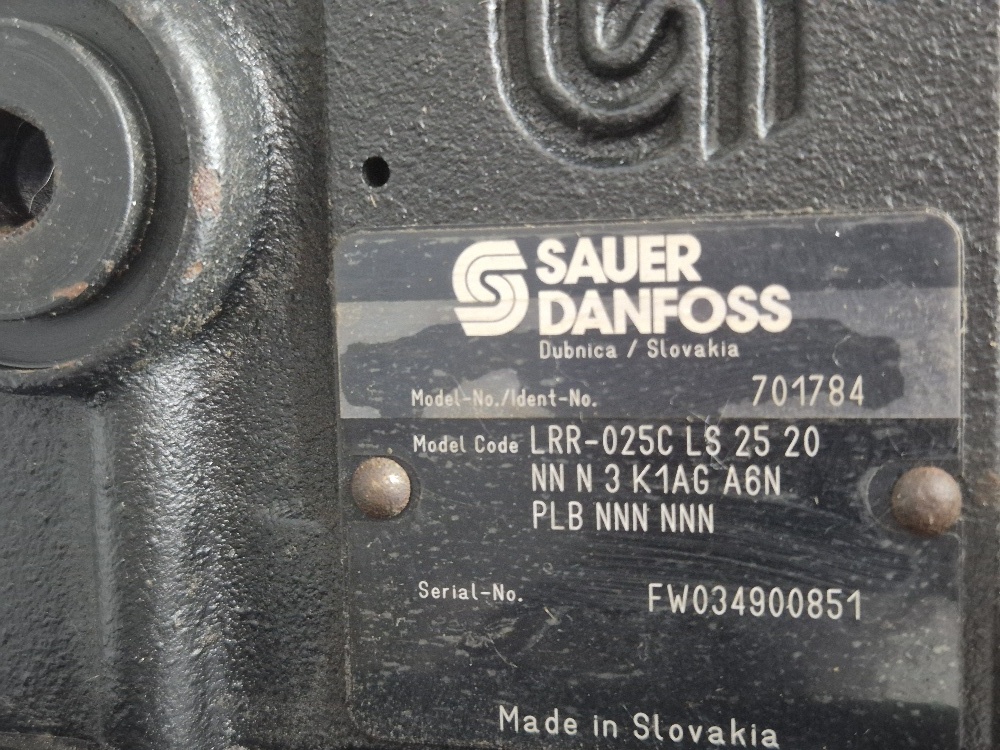 SAUER
DANFOSS
Dubnica / Slovakia
Model-No./Ident-No. 701784
Model Code LRR-025C LS 25 20
NN N 3 K1AG A6N
PLB NNN NNN
Serial-No. FW034900851
Made in Slovakia